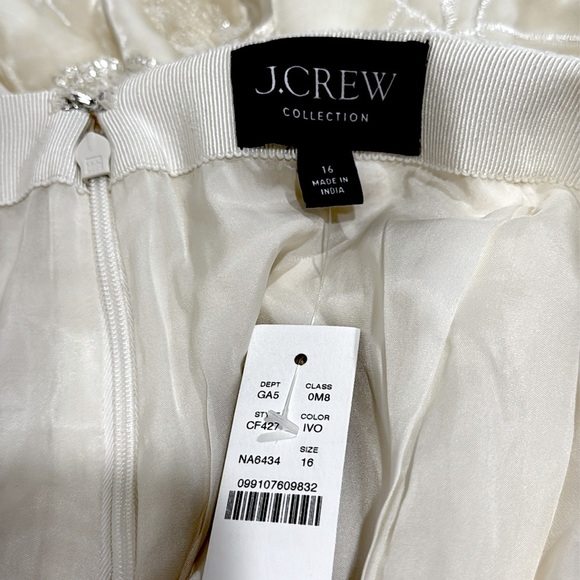 J.CREW
COLLECTION
16
MADE IN
INDIA
DEPT CLASS
GA5 0M8
COLOR
IVO
SIZE
NA6434 16
099107609832